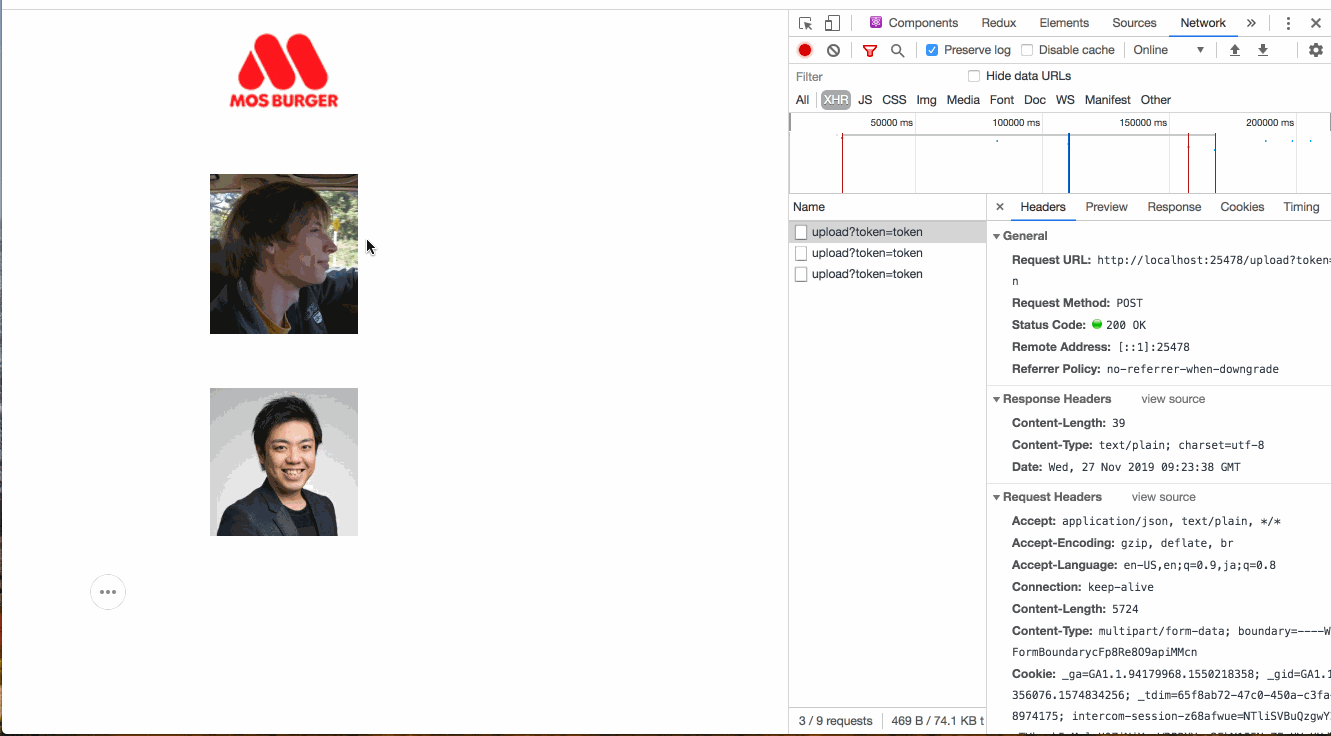 MOS BURGER
Components Redux Elements Sources Network
Preserve log Disable cache Online
Filter Hide data URLs
All XHR JS CSS Img Media Font Doc WS Manifest Other
50000 ms 100000 ms 150000 ms 200000 ms
Name
upload?token=token
upload?token=token
upload?token=token
3 / 9 requests 469 B / 74.1 KB t
Headers Preview Response Cookies Timing
General
Request URL: http://localhost:25478/upload?token=
n
Request Method: POST
Status Code: 200 OK
Remote Address: [::1]:25478
Referrer Policy: no-referrer-when-downgrade
Response Headers view source
Content-Length: 39
Content-Type: text/plain; charset=utf-8
Date: Wed, 27 Nov 2019 09:23:38 GMT
Request Headers view source
Accept: application/json, text/plain, */*
Accept-Encoding: gzip, deflate, br
Accept-Language: en-US,en;q=0.9,ja;q=0.8
Connection: keep-alive
Content-Length: 5724
Content-Type: multipart/form-data; boundary=----W
FormBoundarycFp8Re8O9apiMMcn
Cookie: _ga=GA1.1.94179968.1550218358; _gid=GA1.1
356076.1574834256; _tdim=65f8ab72-47c0-450a-c3fa-
8974175; intercom-session-z68afwue=NTliSVBuQzgwY